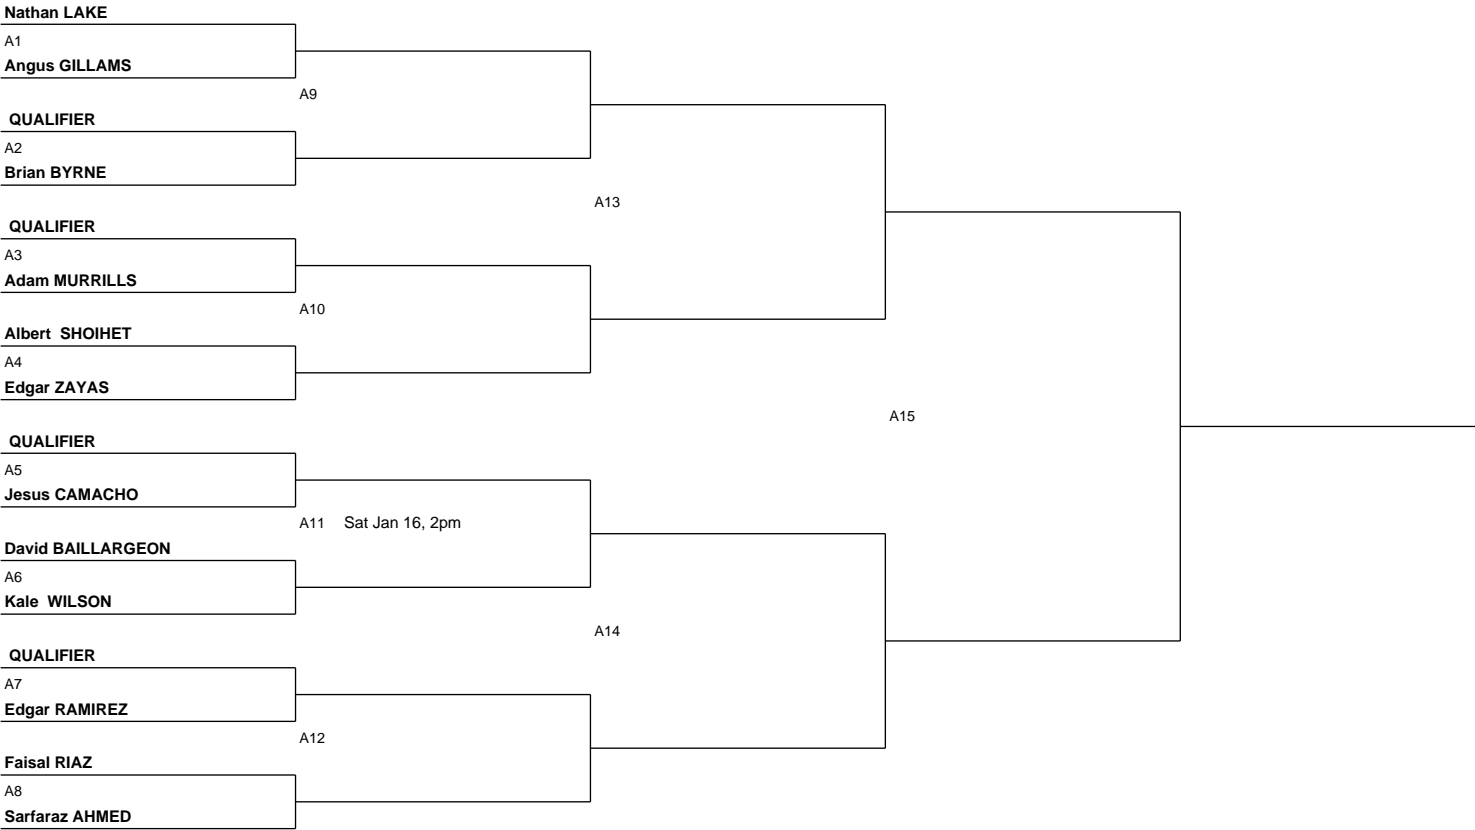 Nathan LAKE
A1
Angus GILLAMS
A9
QUALIFIER
A2
Brian BYRNE
A13
QUALIFIER
A3
Adam MURRILLS
A10
Albert  SHOIHET
A4
Edgar ZAYAS
A15
QUALIFIER
A5
Jesus CAMACHO
A11 Sat Jan 16, 2pm
David BAILLARGEON
A6
Kale  WILSON
A14
QUALIFIER
A7
Edgar RAMIREZ
A12
Faisal RIAZ
A8
Sarfaraz AHMED